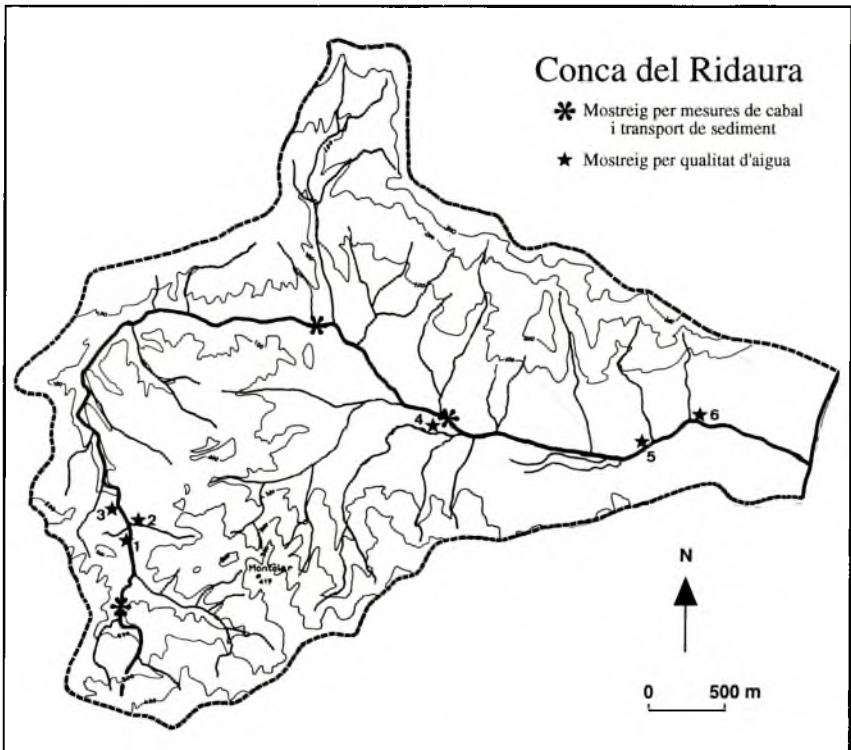 Conca del Ridaura
Mostreig per mesures de cabal
i transport de sediment
Mostreig per qualitat d'aigua
4
6
5
3
2
1
Montclar
419
N
0 500 m